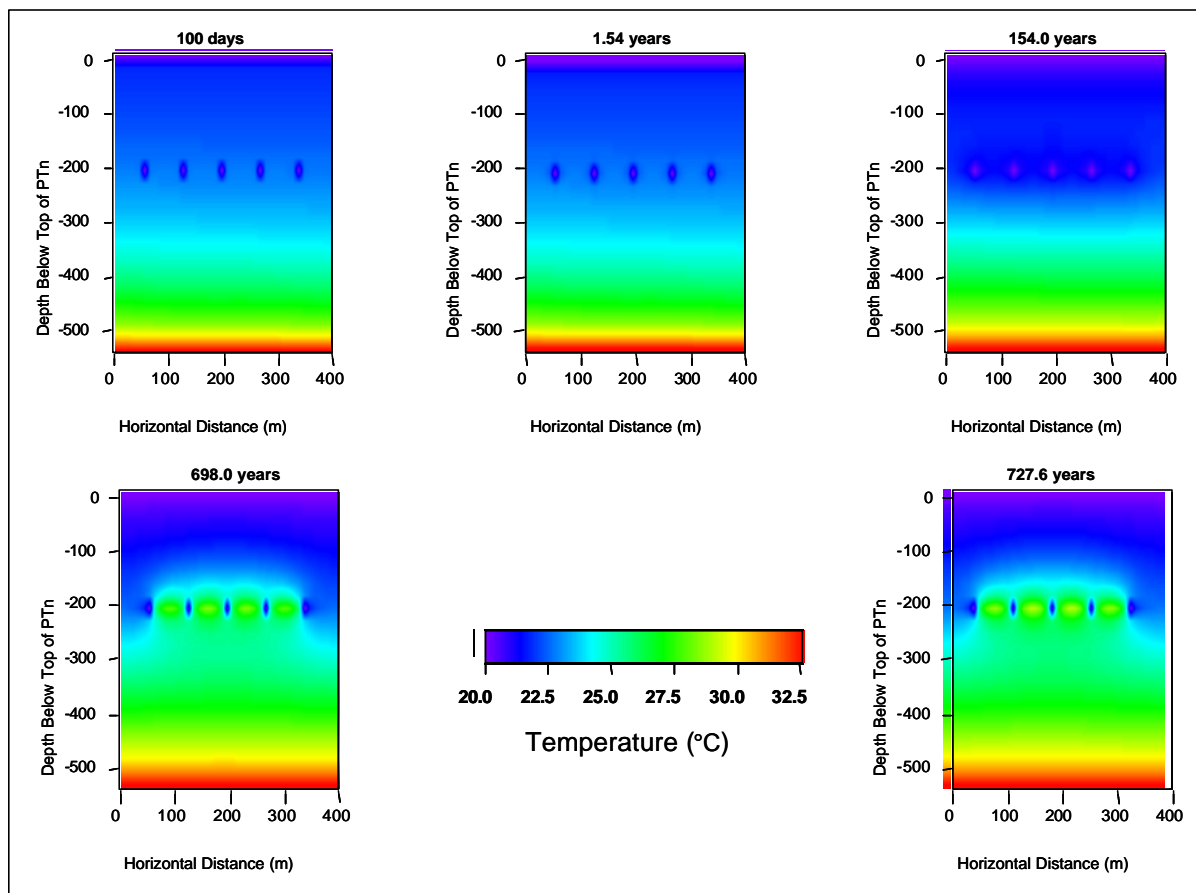 100 days
0
-100
-200
-300
-400
-500
Depth Below Top of PTn
0 100 200 300 400
Horizontal Distance (m)
1.54 years
0
-100
-200
-300
-400
-500
Depth Below Top of PTn
0 100 200 300 400
Horizontal Distance (m)
154.0 years
0
-100
-200
-300
-400
-500
Depth Below Top of PTn
0 100 200 300 400
Horizontal Distance (m)
698.0 years
0
-100
-200
-300
-400
-500
Depth Below Top of PTn
0 100 200 300 400
Horizontal Distance (m)
20.0 22.5 25.0 27.5 30.0 32.5
Temperature (°C)
727.6 years
0
-100
-200
-300
-400
-500
Depth Below Top of PTn
0 100 200 300 400
Horizontal Distance (m)